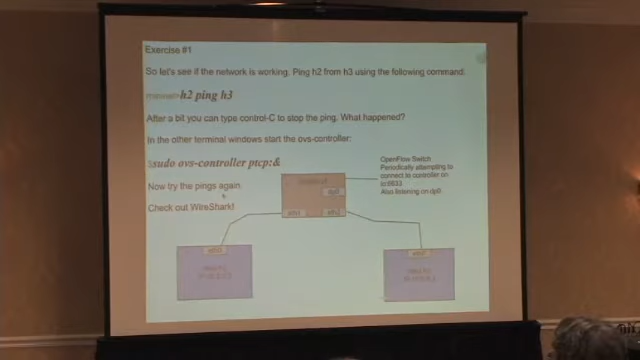 Exercise #1
So let's see if the network is working. Ping h2 from h3 using the following command:
mininet>h2 ping h3
After a bit you can type control-C to stop the ping. What happened?
In the other terminal windows start the ovs-controller:
$sudo ovs-controller ptcp:&
Now try the pings again.
Check out WireShark!
OpenFlow Switch
Periodically attempting to
connect to controller on
Also listening on dp0.
dp0
eth1